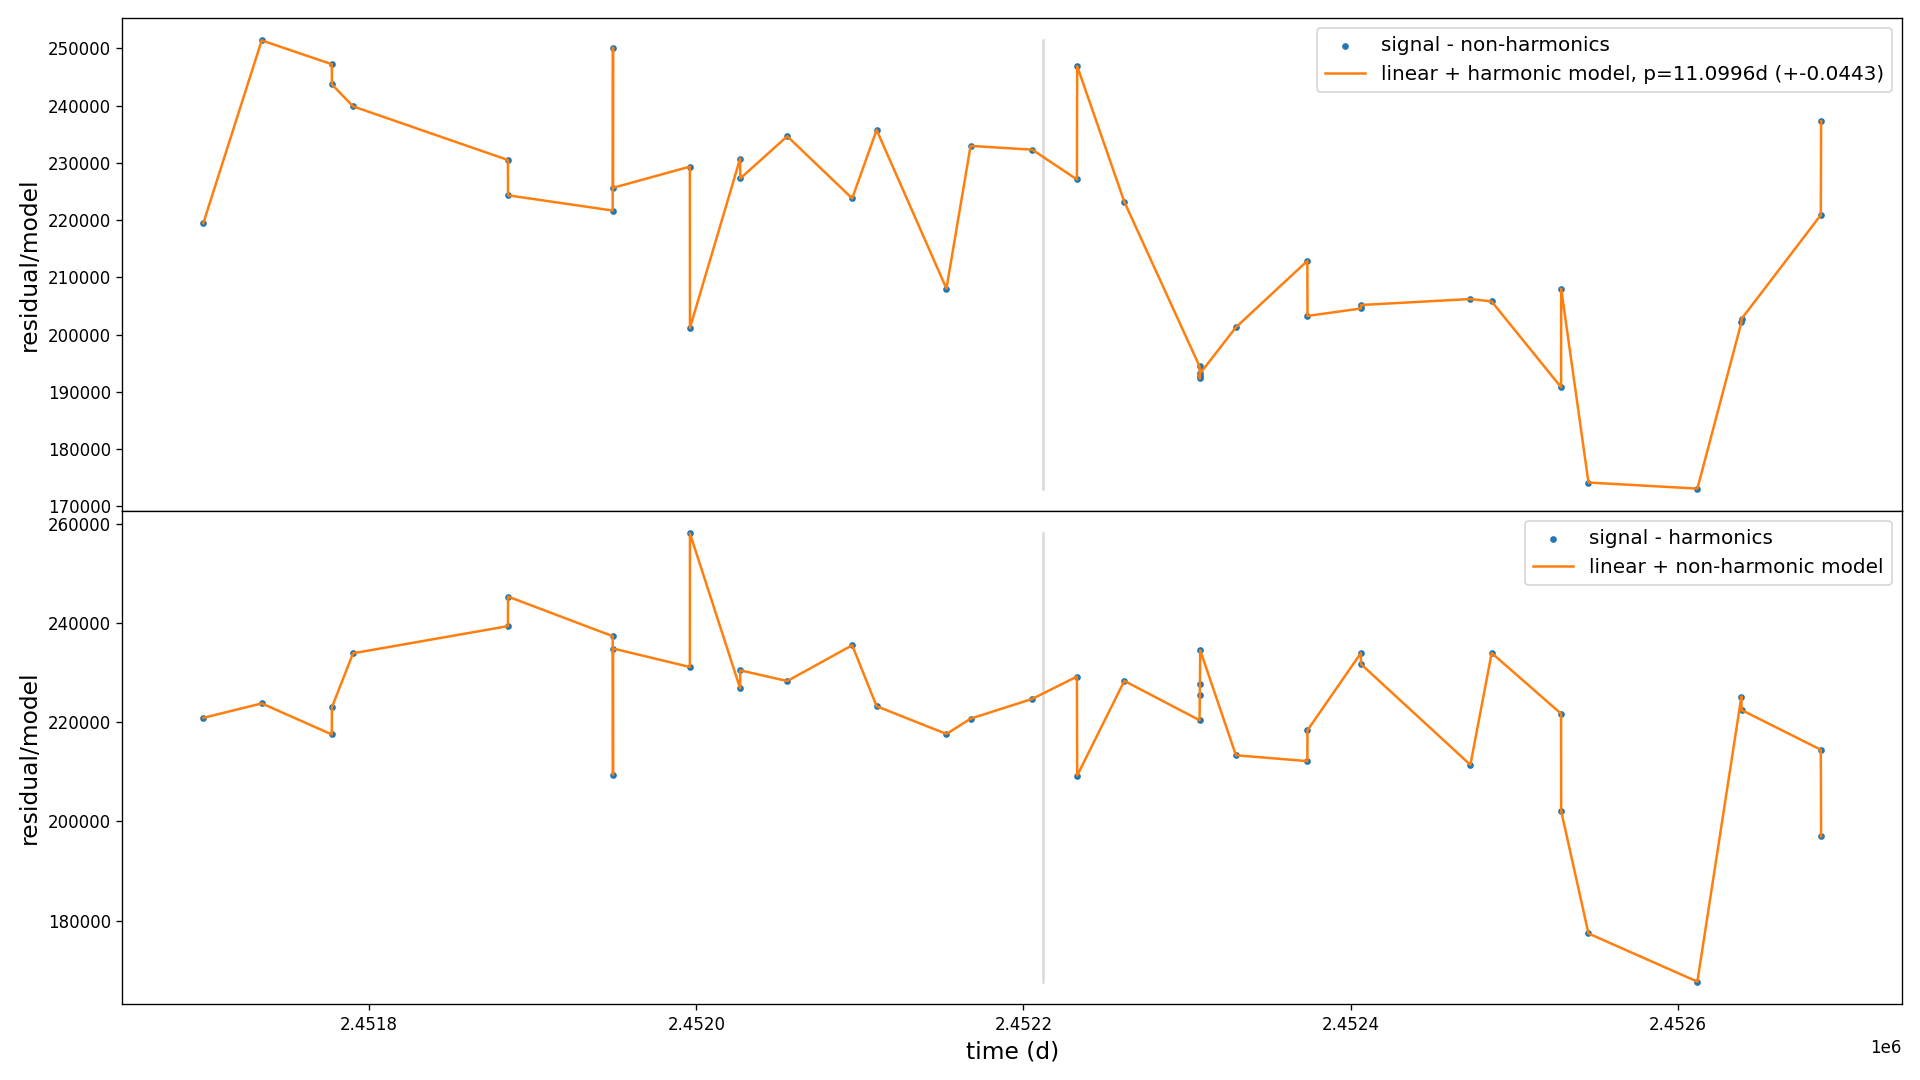 250000
240000
230000
220000
210000
200000
190000
180000
170000
residual/model
signal - non-harmonics
linear + harmonic model, p=11.0996d (+-0.0443)
260000
240000
220000
200000
180000
residual/model
signal - harmonics
linear + non-harmonic model
2.4518 2.4520 2.4522 2.4524 2.4526
1e6
time (d)